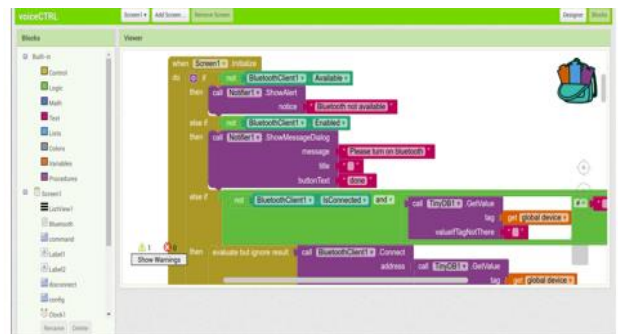 voiceCTRL
Screen1 Add Screen... Remove Screen Designer Blocks
Blocks Viewer
Built-in
Control
Logic
Math
Text
Lists
Colors
Variables
Procedures
Screen1
ListView1
Bluetooth
command
Label1
Label2
disconnect
config
Clock1
Rename Delete
when Screen1 .Initialize
do if not BluetoothClient1 . Available
then call Notifier1 .ShowAlert
notice " Bluetooth not available "
else if not BluetoothClient1 . Enabled
then call Notifier1 .ShowMessageDialog
message " Please turn on bluetooth "
title " "
buttonText " done "
else if not BluetoothClient1 . IsConnected and call TinyDB1 .GetValue
tag get global device
valueIfTagNotThere " "
≠ "
then evaluate but ignore result call BluetoothClient1 .Connect
address call TinyDB1 .GetValue
tag get global device
1 0
Show Warnings